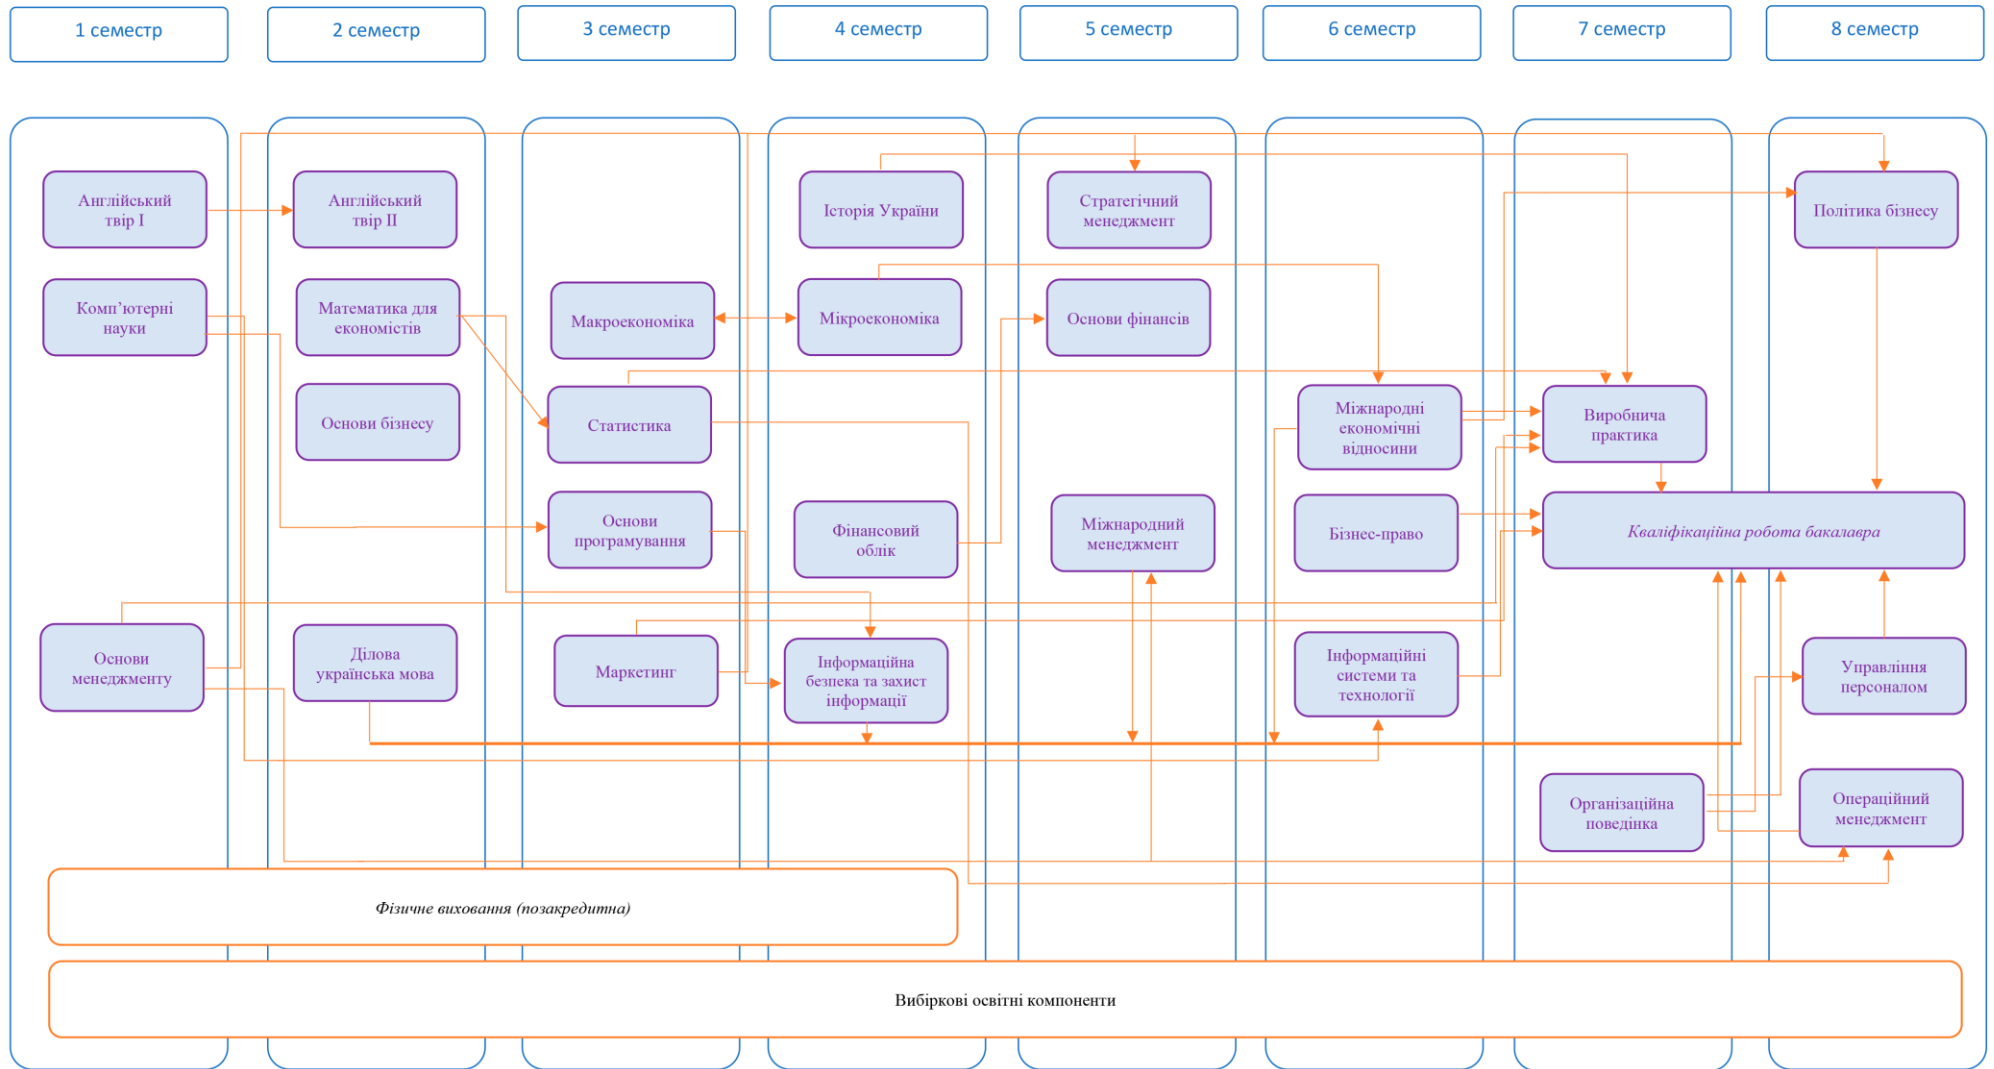 1 семестр
2 семестр
3 семестр
4 семестр
5 семестр
6 семестр
7 семестр
8 семестр
Англійський
твір І
Комп’ютерні
науки
Основи
менеджменту
Англійський
твір ІІ
Математика для
економістів
Основи бізнесу
Ділова
українська мова
Макроекономіка
Статистика
Основи
програмування
Маркетинг
Історія України
Мікроекономіка
Фінансовий
облік
Інформаційна
безпека та захист
інформації
Стратегічний
менеджмент
Основи фінансів
Міжнародний
менеджмент
Міжнародні
економічні
відносини
Бізнес-право
Інформаційні
системи та
технології
Виробнича
практика
Кваліфікаційна робота бакалавра
Організаційна
поведінка
Політика бізнесу
Управління
персоналом
Операційний
менеджмент
Фізичне виховання (позакредитна)
Вибіркові освітні компоненти